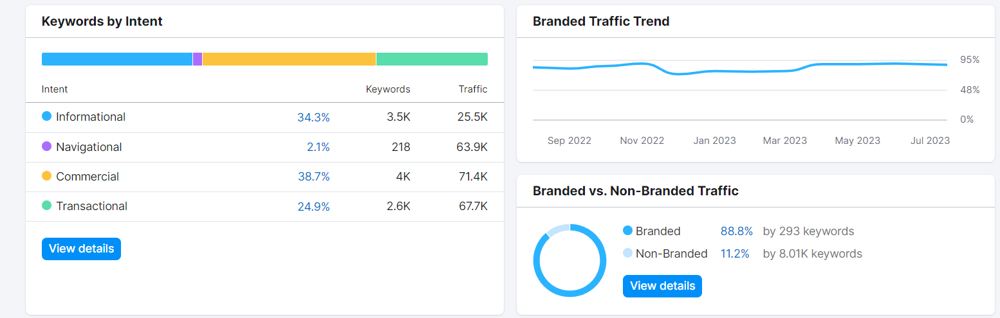 Keywords by Intent
Intent Keywords Traffic
Informational 34.3% 3.5K 25.5K
Navigational 2.1% 218 63.9K
Commercial 38.7% 4K 71.4K
Transactional 24.9% 2.6K 67.7K
View details
Branded Traffic Trend
95%
48%
0%
Sep 2022 Nov 2022 Jan 2023 Mar 2023 May 2023 Jul 2023
Branded vs. Non-Branded Traffic
Branded 88.8% by 293 keywords
Non-Branded 11.2% by 8.01K keywords
View details